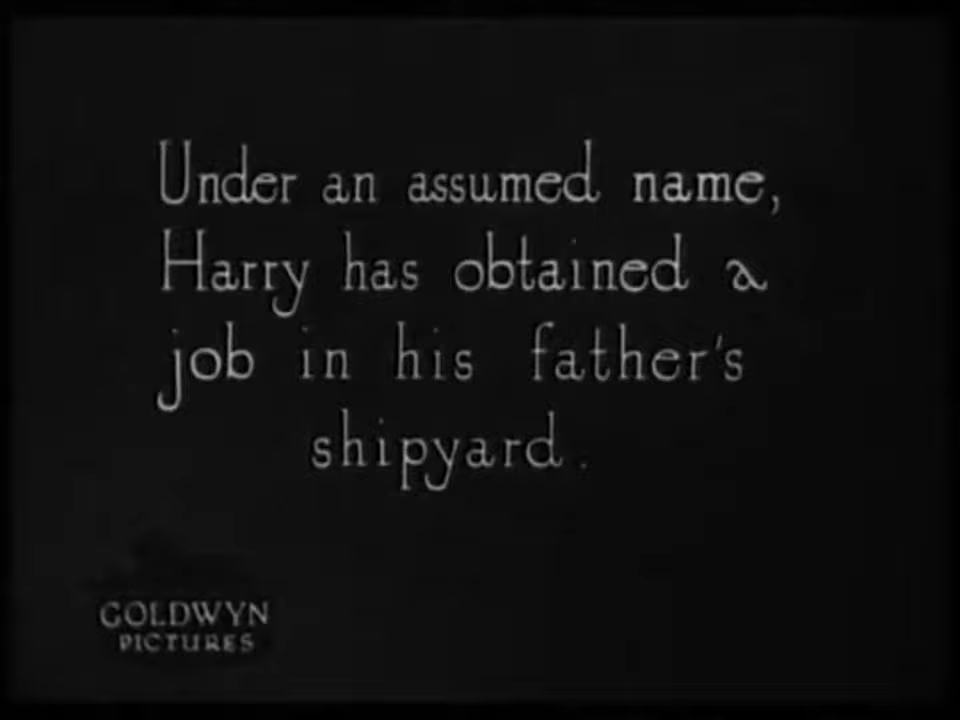 Under an assumed name,
Harry has obtained a
job in his father's
shipyard.
GOLDWYN
PICTURES